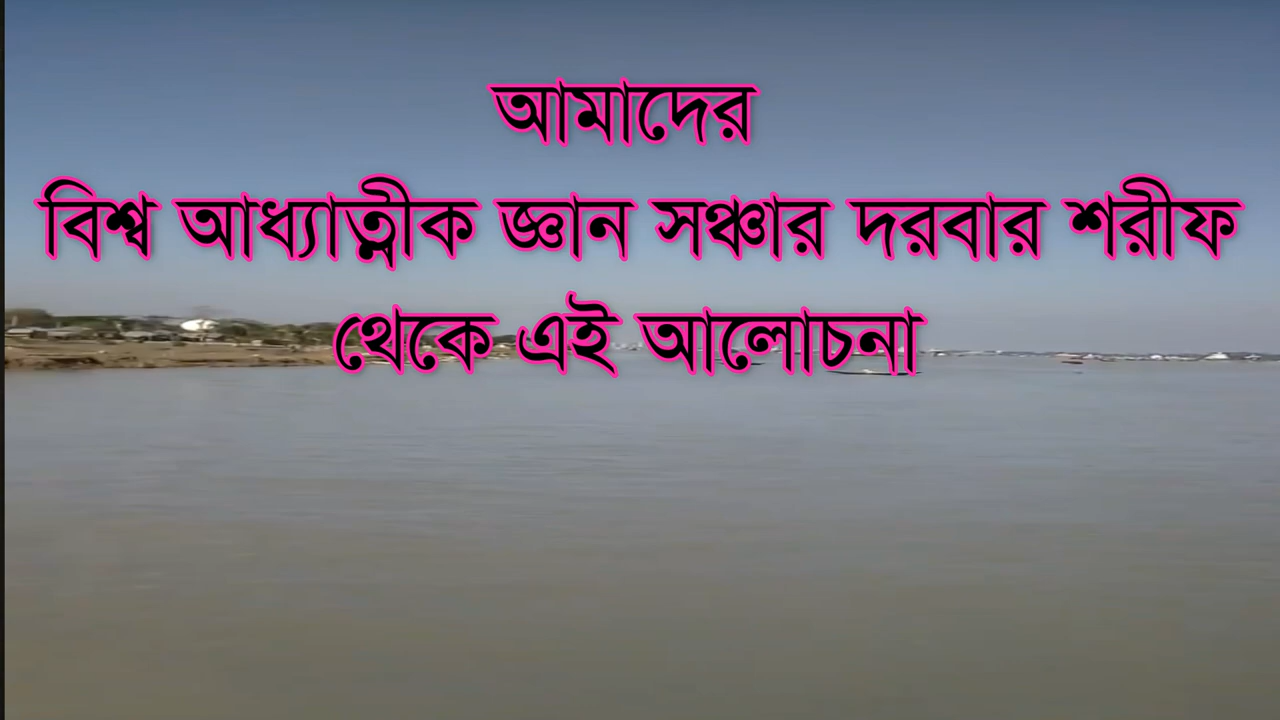 আমাদের
বিশ্ব আধ্যাত্নীক জ্ঞান সঞ্চার দরবার শরীফ
থেকে এই আলোচনা